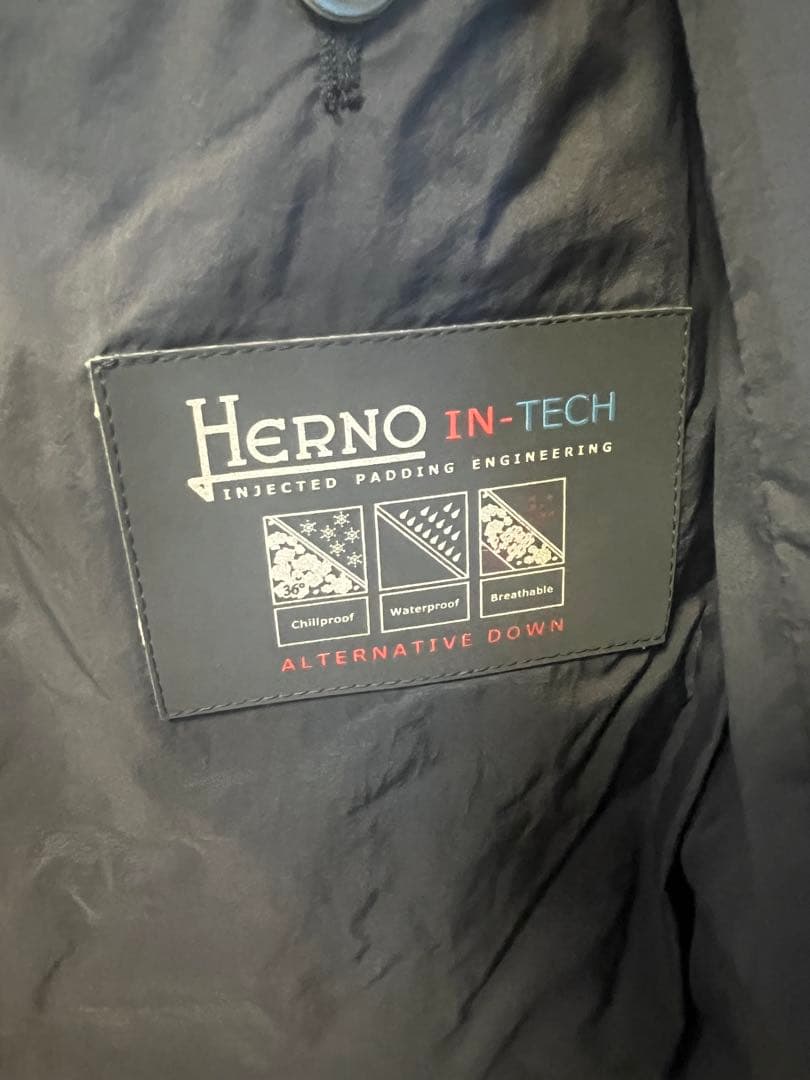 HERNO IN-TECH
INJECTED PADDING ENGINEERING
36°
Chillproof Waterproof Breathable
ALTERNATIVE DOWN